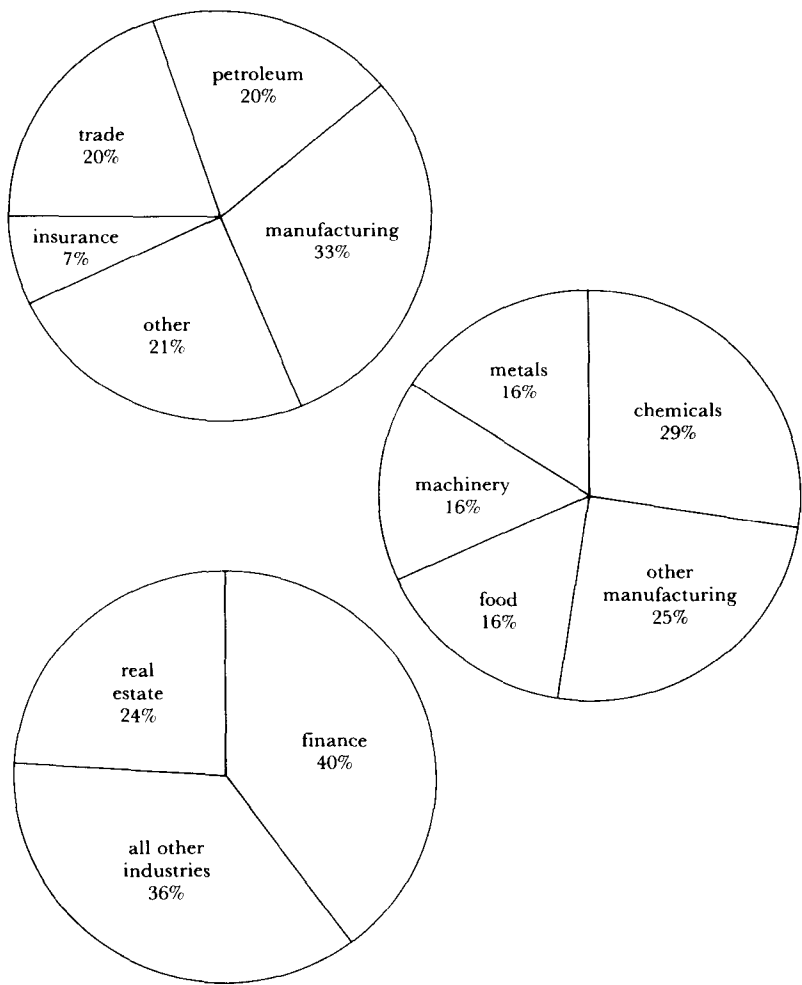 petroleum
20%
trade
20%
manufacturing
33%
insurance
7%
other
21%
metals
16%
chemicals
29%
machinery
16%
other
manufacturing
25%
food
16%
real
estate
24%
finance
40%
all other
industries
36%